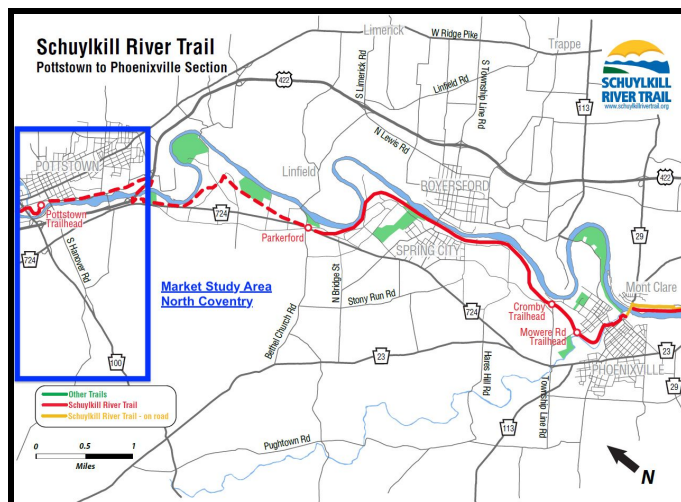 Schuylkill River Trail
Pottstown to Phoenixville Section
Limerick
W Ridge Pike
Trappe
SCHUYLKILL
RIVER TRAIL
www.schuylkillrivertrail.org
422
S Limerick Rd
Linfield Rd
S Township Line Rd
113
N Lewis Rd
422
POTTSTOWN
Linfield
ROYERSFORD
Pottstown
Trailhead
724
29
S Hanover Rd
724
Parkerford
SPRING CITY
Mont Clare
Market Study Area
North Coventry
N Bridge St
Stony Run Rd
724
Cromby
Trailhead
Mowere Rd
Trailhead
Bethel Church Rd
100
23
Hares Hill Rd
Township Line Rd
23
29
PHOENIXVILLE
Other Trails
Schuylkill River Trail
Schuylkill River Trail - on road
0 0.5 1
Miles
Pughtown Rd
113
N